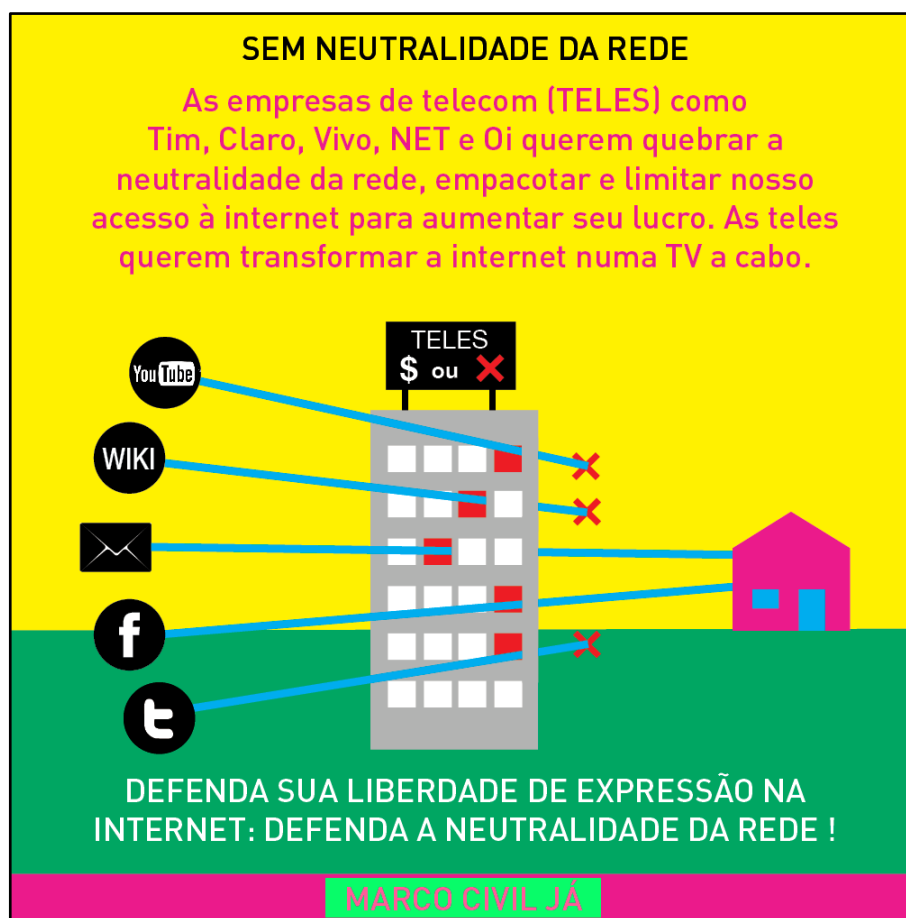 SEM NEUTRALIDADE DA REDE
As empresas de telecom (TELES) como
Tim, Claro, Vivo, NET e Oi querem quebrar a
neutralidade da rede, empacotar e limitar nosso
acesso à internet para aumentar seu lucro. As teles
querem transformar a internet numa TV a cabo.
TELES
$ ou ×
YouTube
WIKI
f
t
DEFENDA SUA LIBERDADE DE EXPRESSÃO NA
INTERNET: DEFENDA A NEUTRALIDADE DA REDE !
MARCO CIVIL JÁ